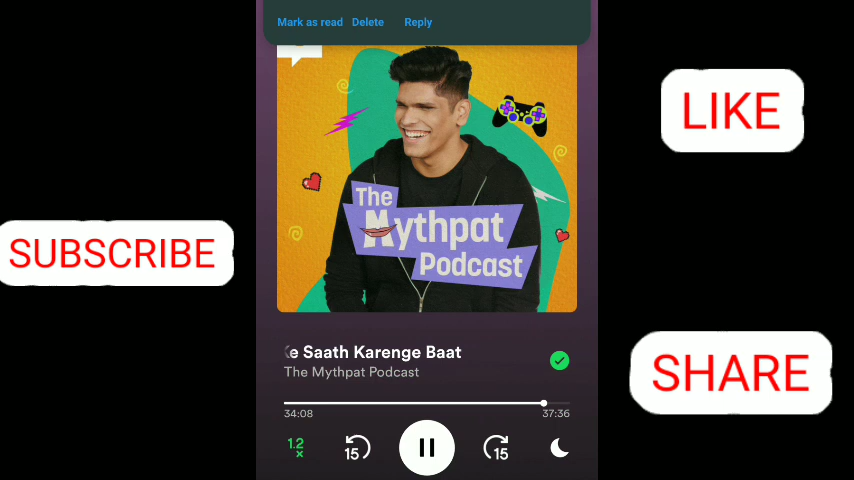 Mark as read Delete Reply
LIKE
The
Mythpat
Podcast
SUBSCRIBE
e Saath Karenge Baat
The Mythpat Podcast
SHARE
34:08 37:36
1.2
x
15 15